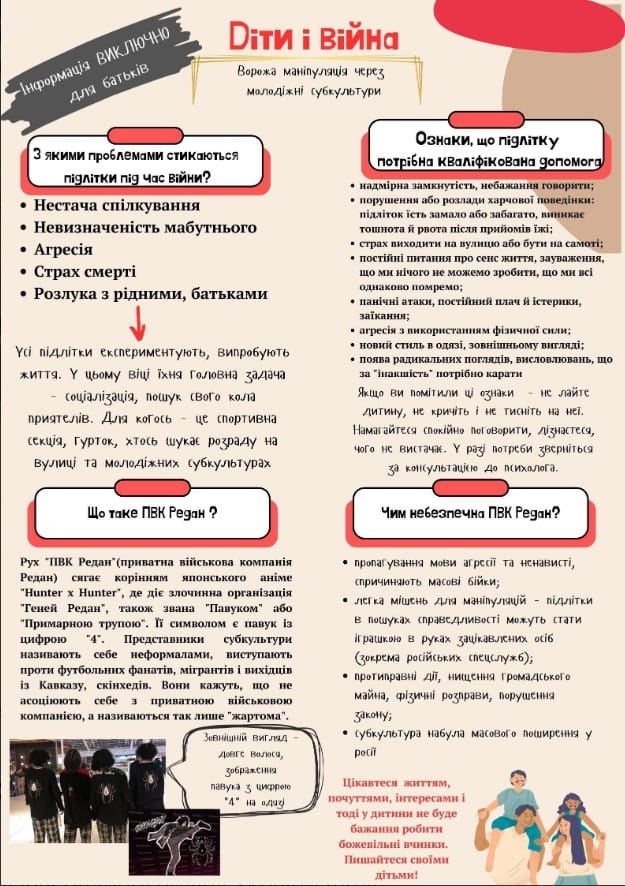 Інформація ВИКЛЮЧНО
для батьків
Діти і війна
Ворожа маніпуляція через
молодіжні субкультури
З якими проблемами стикаються
підлітки під час війни?
• Нестача спілкування
• Невизначеність мабутнього
• Агресія
• Страх смерті
• Розлука з рідними, батьками
Усі підлітки експериментують, випробують
життя. У цьому віці їхня головна задача
- соціалізація, пошук свого кола
приятелів. Для когось - це спортивна
секція, гурток, хтось шукає розраду на
вулиці та молодіжних субкультурах
Ознаки, що підлітку
потрібна кваліфікована допомога
• надмірна замкнутість, небажання говорити;
• порушення або розлади харчової поведінки:
підліток їсть замало або забагато, виникає
тошнота й рвота після прийомів їжі;
• страх виходити на вулицю або бути на самоті;
• постійні питання про сенс життя, зауваження,
що ми нічого не можемо зробити, що ми всі
однаково помремо;
• панічні атаки, постійний плач й істерики,
заїкання;
• агресія з використанням фізичної сили;
• новий стиль в одязі, зовнішньому вигляді;
• поява радикальних поглядів, висловлювань, що
за "інакшість" потрібно карати
Якщо ви помітили ці ознаки - не лайте
дитину, не кричіть і не тисніть на неї.
Намагайтеся спокійно поговорити, дізнаєтеся,
чого не вистачає. У разі потреби зверніться
за консультацією до психолога.
Що таке ПВК Редан ?
Рух "ПВК Редан"(приватна військова компанія
Редан) сягає корінням японського аніме
"Hunter x Hunter", де діє злочинна організація
"Геней Редан", також звана "Павуком" або
"Примарною трупою". Її символом є павук із
цифрою "4". Представники субкультури
називають себе неформалами, виступають
проти футбольних фанатів, мігрантів і вихідців
із Кавказу, скінхедів. Вони кажуть, що не
асоціюють себе з приватною військовою
компанією, а називаються так лише "жартома".
Зовнішній вигляд -
довге волося,
зображення
павука з цифрою
"4" на одязі
Чим небезпечна ПВК Редан?
• пропагування мови агресії та ненависті,
спричиняють масові бійки;
• легка мішень для маніпуляцій - підлітки
в пошуках справедливості можуть стати
іграшкою в руках зацікавлених осіб
(зокрема російських спецслужб);
• протиправні дії, нищення громадського
майна, фізичні розправи, порушення
закону;
• субкультура набула масового поширення у
росії
Цікавтеся життям,
почуттями, інтересами і
тоді у дитини не буде
бажання робити
божевільні вчинки.
Пишайтеся своїми
дітьми!